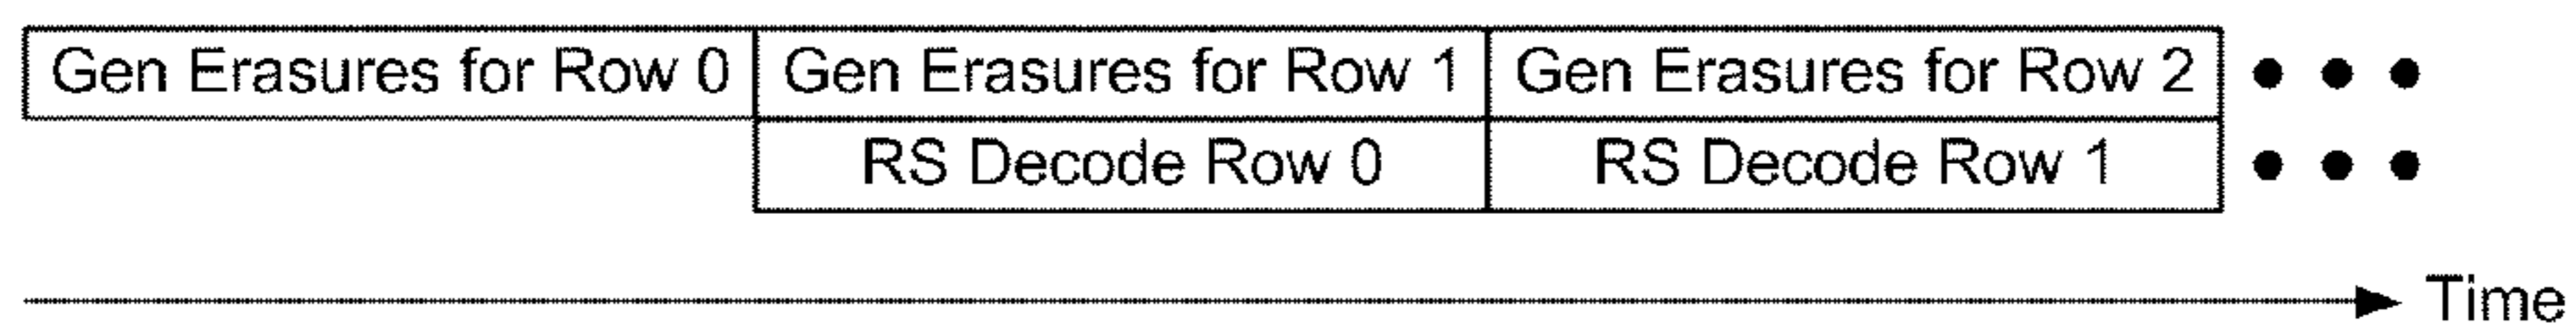 Gen Erasures for Row 0 Gen Erasures for Row 1 Gen Erasures for Row 2 ● ● ●
RS Decode Row 0 RS Decode Row 1 ● ● ●
Time